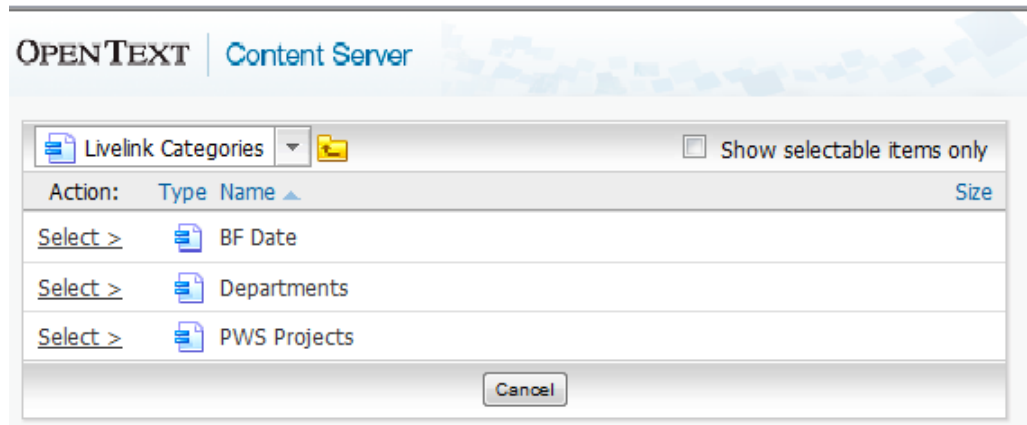 OPENTEXT | Content Server
Livelink Categories Show selectable items only
Action: Type Name Size
Select > BF Date
Select > Departments
Select > PWS Projects
Cancel